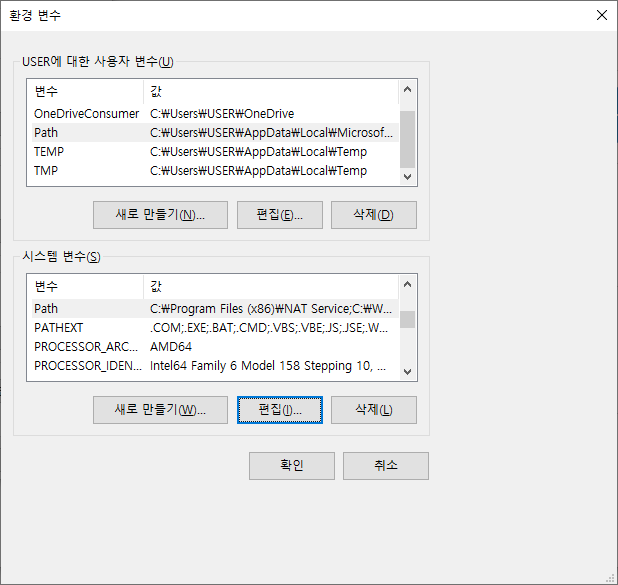 환경 변수
USER에 대한 사용자 변수(U)
변수 값
OneDriveConsumer C:₩Users₩USER₩OneDrive
Path C:₩Users₩USER₩AppData₩Local₩Microsof...
TEMP C:₩Users₩USER₩AppData₩Local₩Temp
TMP C:₩Users₩USER₩AppData₩Local₩Temp
새로 만들기(N)... 편집(E)... 삭제(D)
시스템 변수(S)
변수 값
Path C:₩Program Files (x86)₩NAT Service;C:₩W...
PATHEXT .COM;.EXE;.BAT;.CMD;.VBS;.VBE;.JS;.JSE;.W...
PROCESSOR_ARC... AMD64
PROCESSOR_IDEN... Intel64 Family 6 Model 158 Stepping 10, ...
새로 만들기(W)... 편집(I)... 삭제(L)
확인 취소